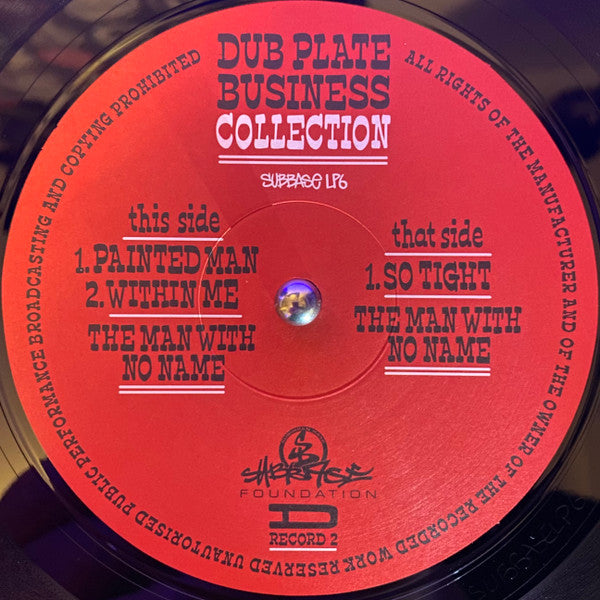 DUB PLATE
BUSINESS
COLLECTION
SUBBASE LP6
this side
1. PAINTED MAN
2. WITHIN ME
THE MAN WITH
NO NAME
that side
1. SO TIGHT
THE MAN WITH
NO NAME
SUBBASE
FOUNDATION
D
RECORD 2
ALL RIGHTS OF THE MANUFACTURER AND OF THE OWNER OF THE RECORDED WORK RESERVED UNAUTORISED PUBLIC PERFORMANCE BROADCASTING AND COPYING PROHIBITED
SUBBASELP6